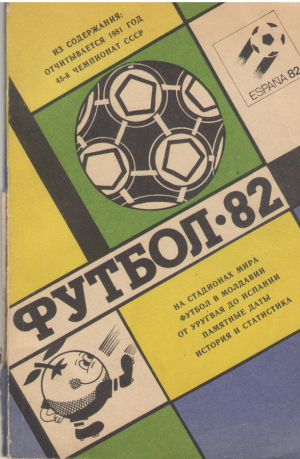 ИЗ СОДЕРЖАНИЯ:
ОТЧИТЫВАЕТСЯ 1981 ГОД
45-Й ЧЕМПИОНАТ СССР
ESPAÑA 82
ФУТБОЛ·82
НА СТАДИОНАХ МИРА
ФУТБОЛ В МОЛДАВИИ
ОТ УРУГВАЯ ДО ИСПАНИИ
ПАМЯТНЫЕ ДАТЫ
ИСТОРИЯ И СТАТИСТИКА